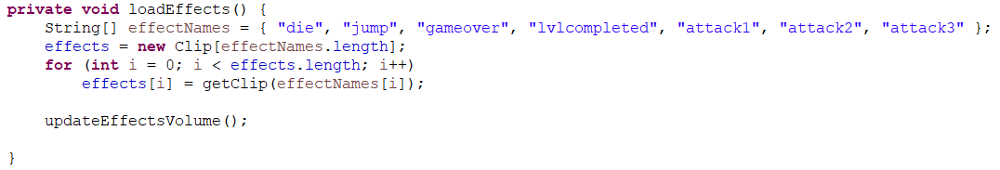 private void loadEffects() {
    String[] effectNames = { "die", "jump", "gameover", "lvlcompleted", "attack1", "attack2", "attack3" };
    effects = new Clip[effectNames.length];
    for (int i = 0; i < effects.length; i++)
        effects[i] = getClip(effectNames[i]);

    updateEffectsVolume();

}